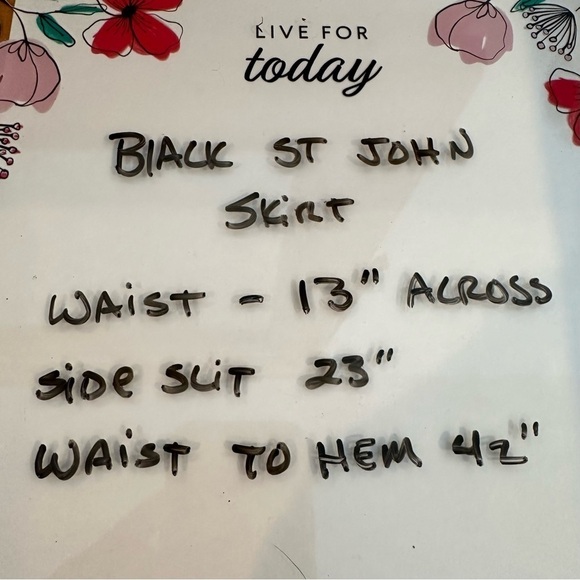 LIVE FOR
today
BlACK ST JOHN
SKiRT
WAiST - 13" ACROSS
SiDe SLiT 23"
WAiST TO HEM 42"